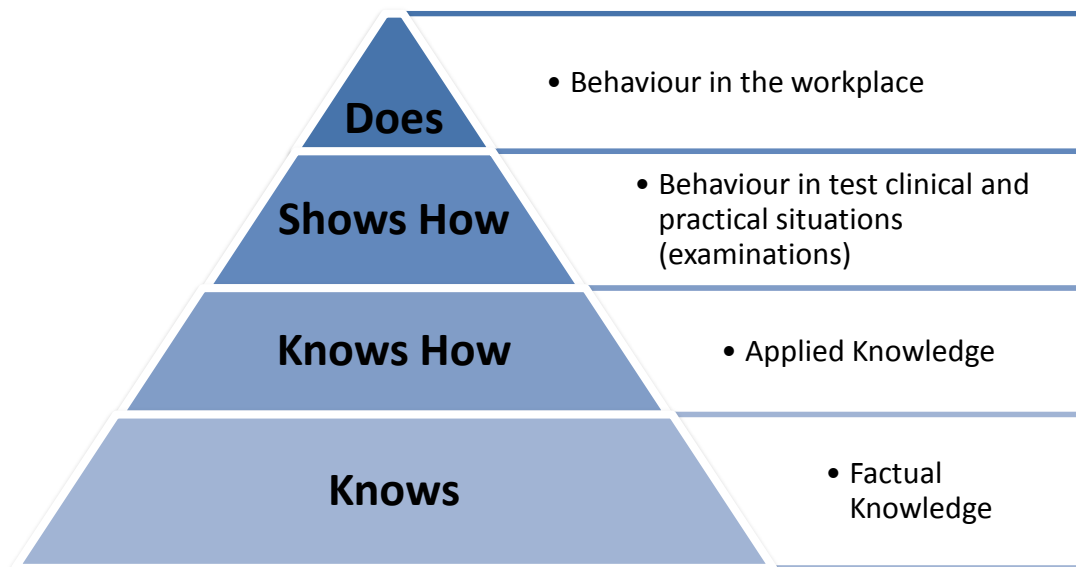 Does
• Behaviour in the workplace
Shows How
• Behaviour in test clinical and
practical situations
(examinations)
Knows How
• Applied Knowledge
Knows
• Factual
Knowledge